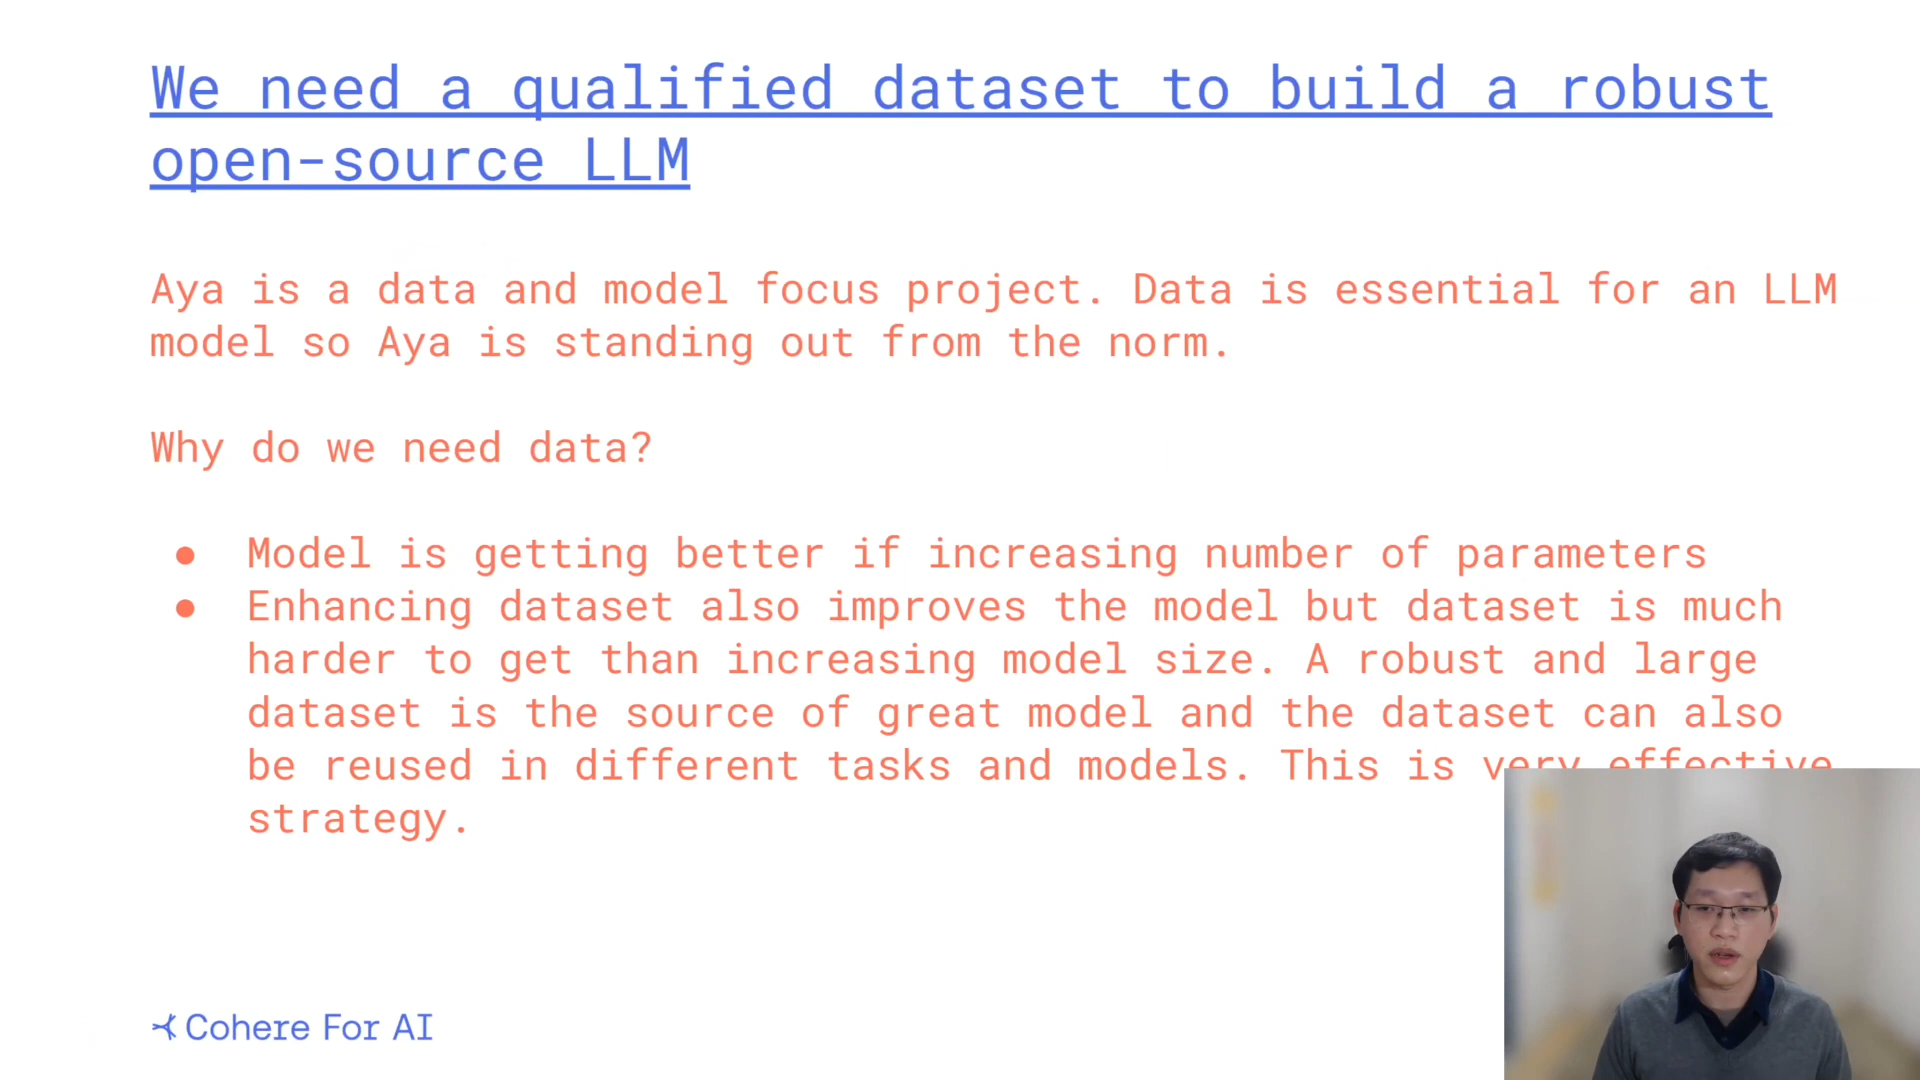 We need a qualified dataset to build a robust
open-source LLM
Aya is a data and model focus project. Data is essential for an LLM
model so Aya is standing out from the norm.
Why do we need data?
● Model is getting better if increasing number of parameters
● Enhancing dataset also improves the model but dataset is much
harder to get than increasing model size. A robust and large
dataset is the source of great model and the dataset can also
be reused in different tasks and models. This is very effective
strategy.
Cohere For AI